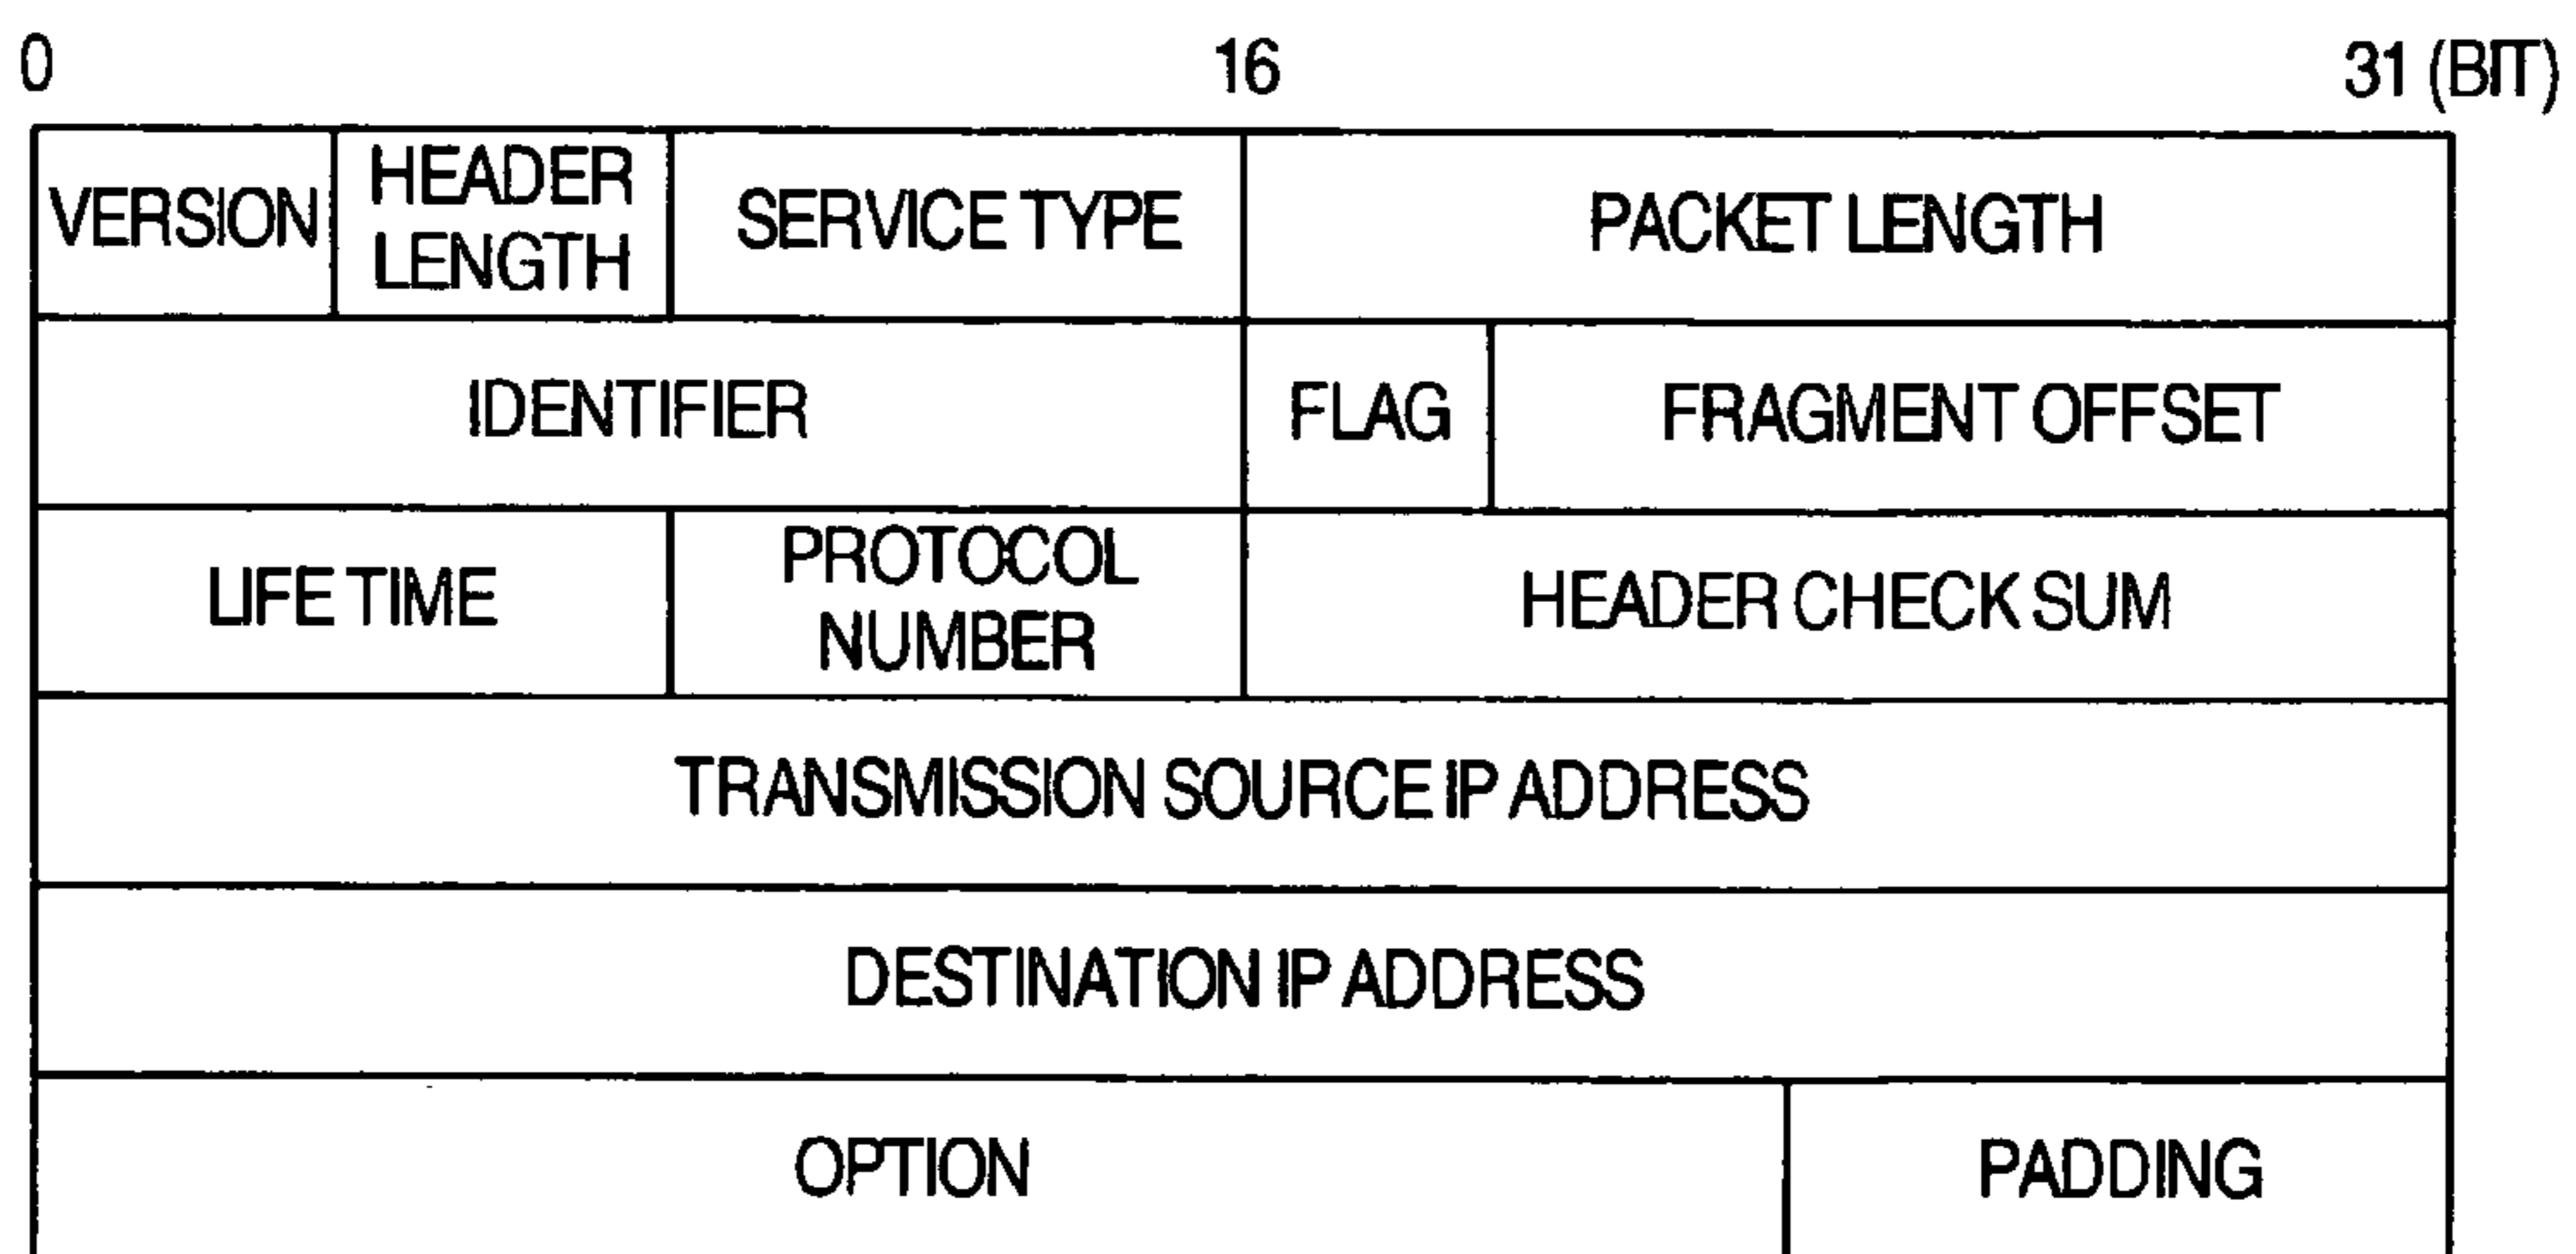 0 16 31 (BIT)
VERSION HEADER LENGTH SERVICE TYPE PACKET LENGTH
IDENTIFIER FLAG FRAGMENT OFFSET
LIFE TIME PROTOCOL NUMBER HEADER CHECK SUM
TRANSMISSION SOURCE IP ADDRESS
DESTINATION IP ADDRESS
OPTION PADDING